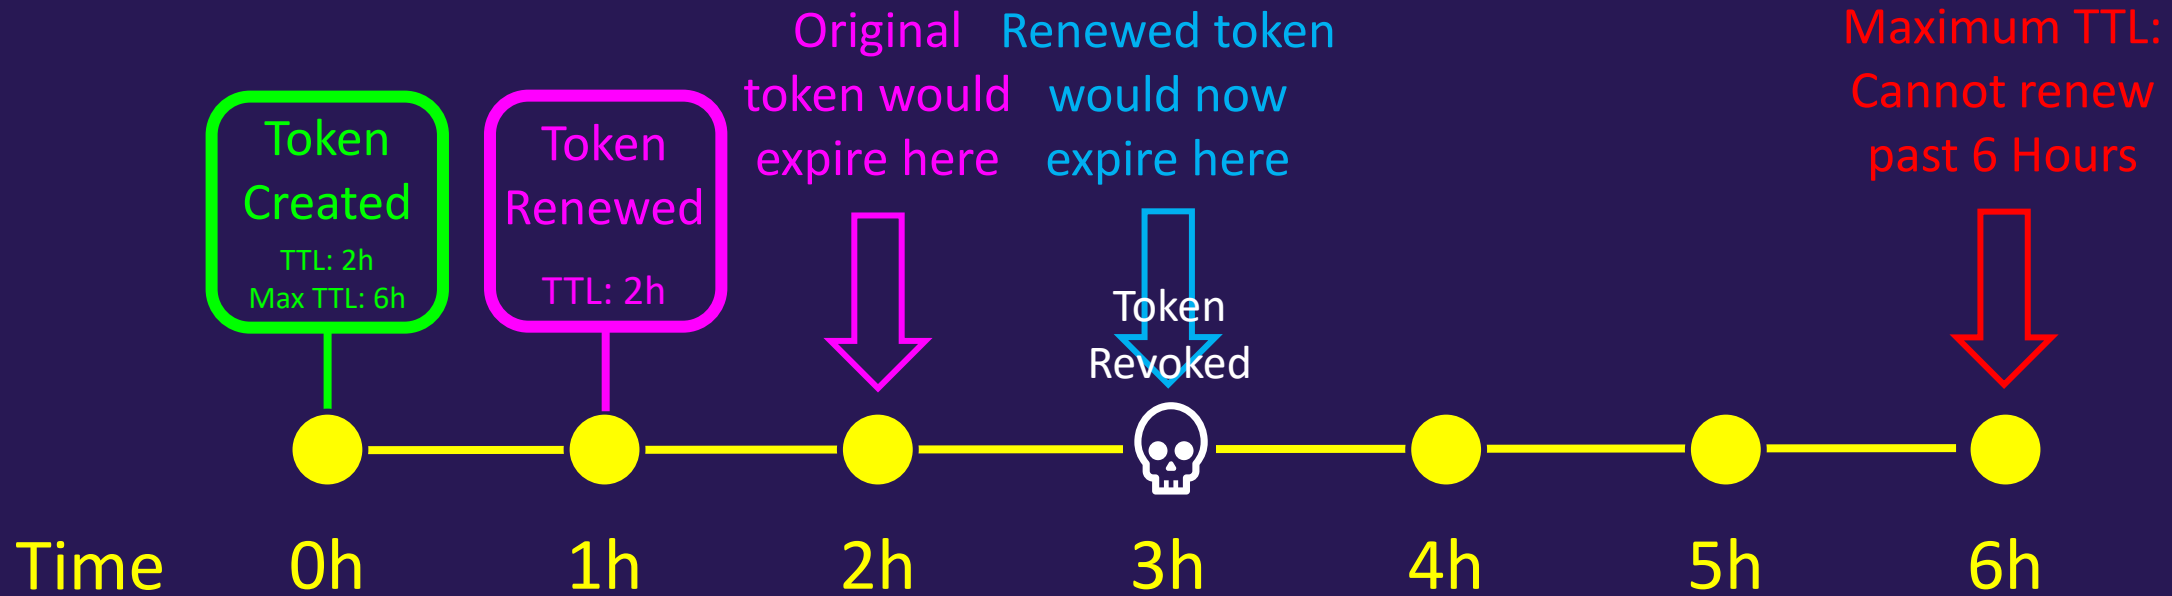 Token
Created
TTL: 2h
Max TTL: 6h
Token
Renewed
TTL: 2h
Original
token would
expire here
Renewed token
would now
expire here
Token
Revoked
Maximum TTL:
Cannot renew
past 6 Hours
Time 0h 1h 2h 3h 4h 5h 6h